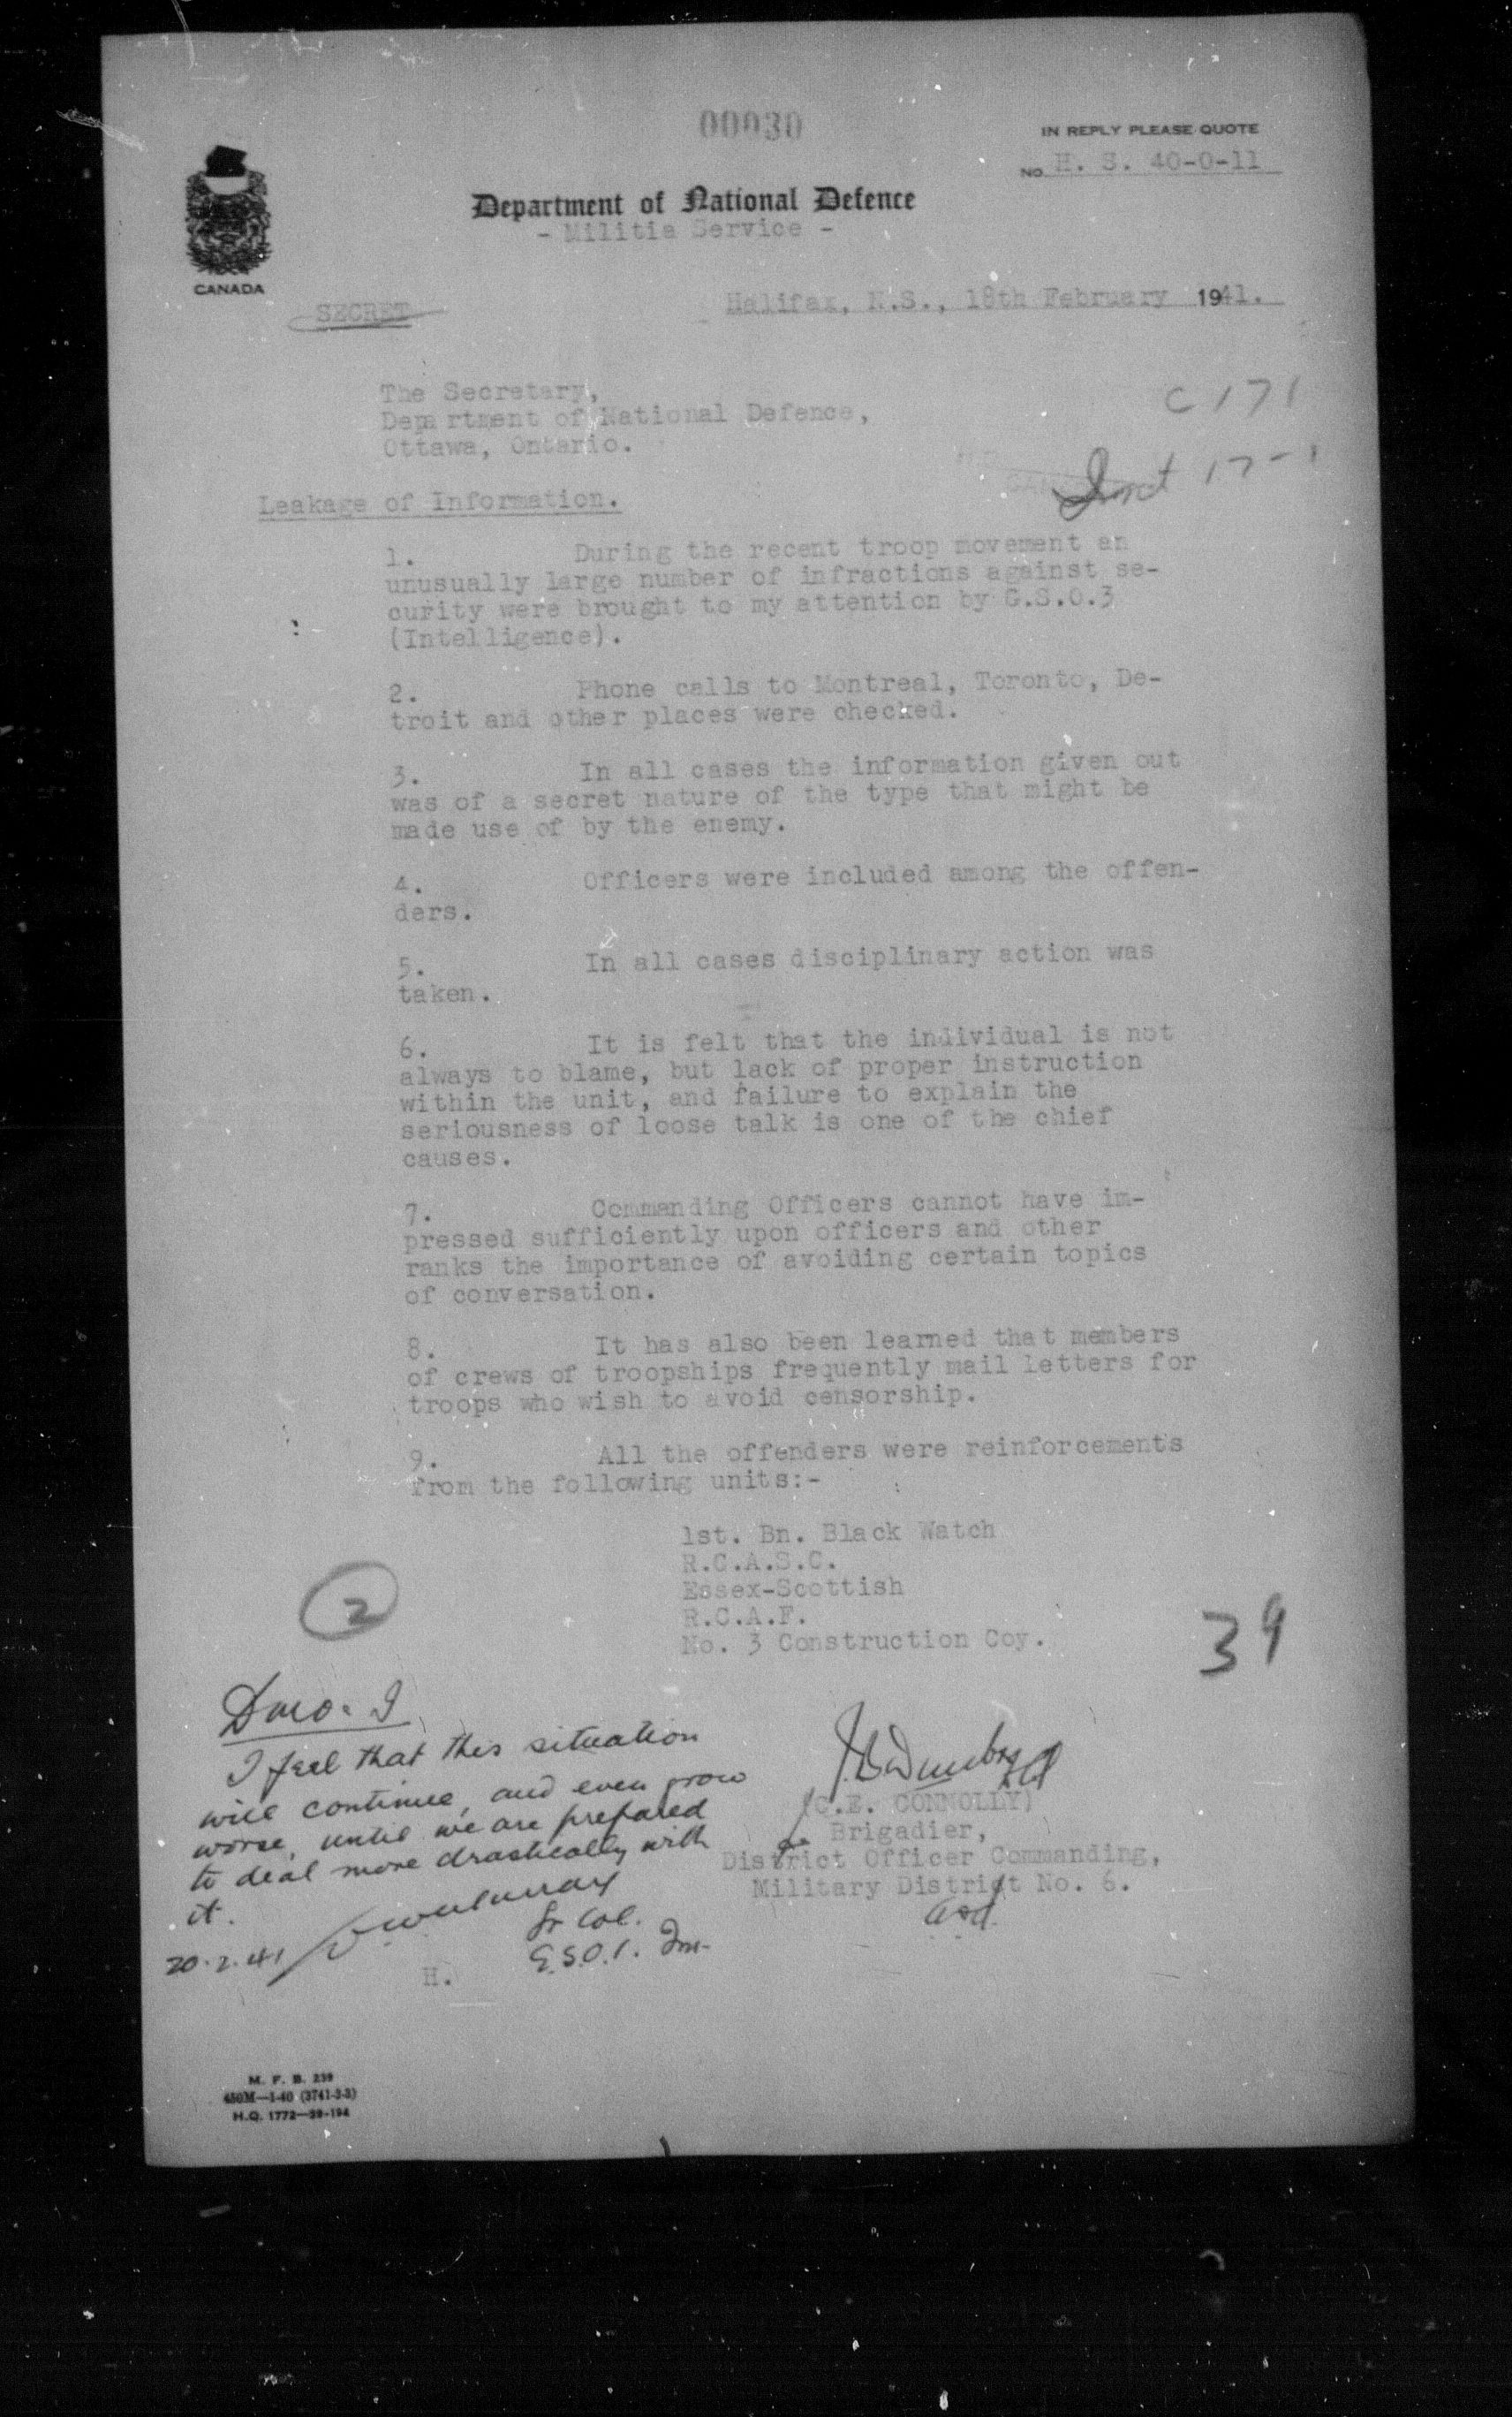 00030
IN REPLY PLEASE QUOTE
No. H. S. 40-0-11
Department of National Defence
- Militia Service -
CANADA
SECRET
Halifax, N.S., 18th February 1941.
The Secretary,
Department of National Defence,
Ottawa, Ontario.
C 171
17-1
Leakage of Information.
1. During the recent troop movement an
unusually large number of infractions against se-
curity were brought to my attention by G.S.O.3
(Intelligence).
2. Phone calls to Montreal, Toronto, De-
troit and other places were checked.
3. In all cases the information given out
was of a secret nature of the type that might be
made use of by the enemy.
4. Officers were included among the offen-
ders.
5. In all cases disciplinary action was
taken.
6. It is felt that the individual is not
always to blame, but lack of proper instruction
within the unit, and failure to explain the
seriousness of loose talk is one of the chief
causes.
7. Commanding Officers cannot have im-
pressed sufficiently upon officers and other
ranks the importance of avoiding certain topics
of conversation.
8. It has also been learned that members
of crews of troopships frequently mail letters for
troops who wish to avoid censorship.
9. All the offenders were reinforcements
from the following units:-
1st. Bn. Black Watch
R.C.A.S.C.
Essex-Scottish
R.C.A.F.
No. 3 Construction Coy.
2
39
DMO. I
I feel that this situation
will continue, and even grow
worse, until we are prepared
to deal more drastically with
it.
20.2.41
Lt Col.
G.S.O.1. Int.
(C.E. CONNOLLY)
Brigadier,
District Officer Commanding,
Military District No. 6.
H.
M. F. B. 239
450M—1-40 (3741-3-3)
H.Q. 1772—39-194